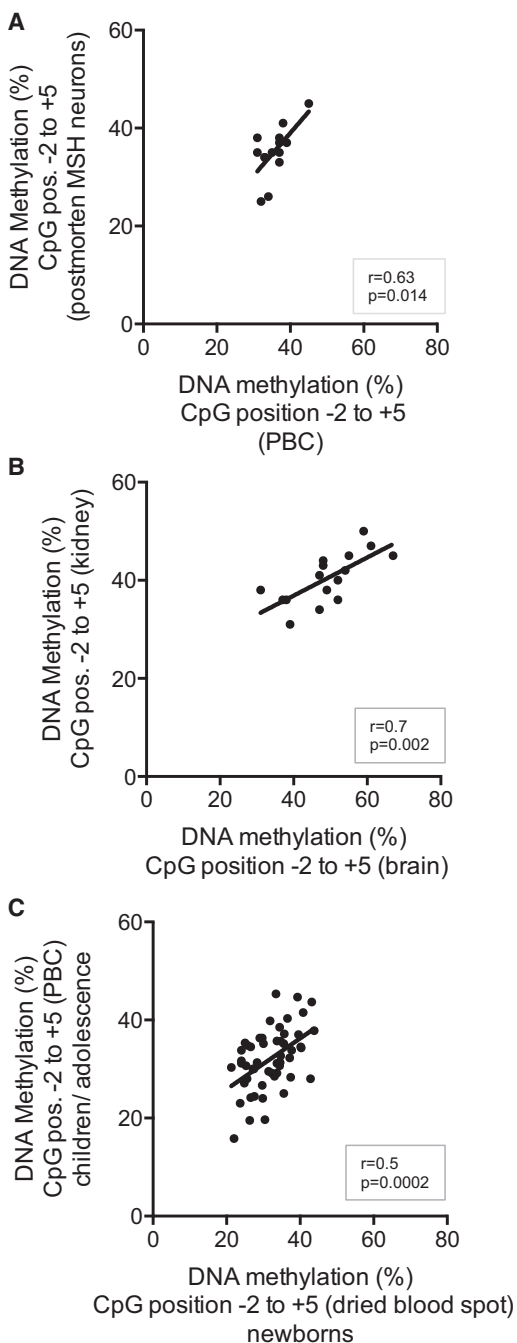 A
DNA Methylation (%)
CpG pos. -2 to +5
(postmorten MSH neurons)
60
40
20
0
0 20 40 60 80
r=0.63
p=0.014
DNA methylation (%)
CpG position -2 to +5
(PBC)
B
DNA Methylation (%)
CpG pos. -2 to +5 (kidney)
60
40
20
0
0 20 40 60 80
r=0.7
p=0.002
DNA methylation (%)
CpG position -2 to +5 (brain)
C
DNA Methylation (%)
CpG pos. -2 to +5 (PBC)
children/ adolescence
60
40
20
0
0 20 40 60 80
r=0.5
p=0.0002
DNA methylation (%)
CpG position -2 to +5 (dried blood spot)
newborns